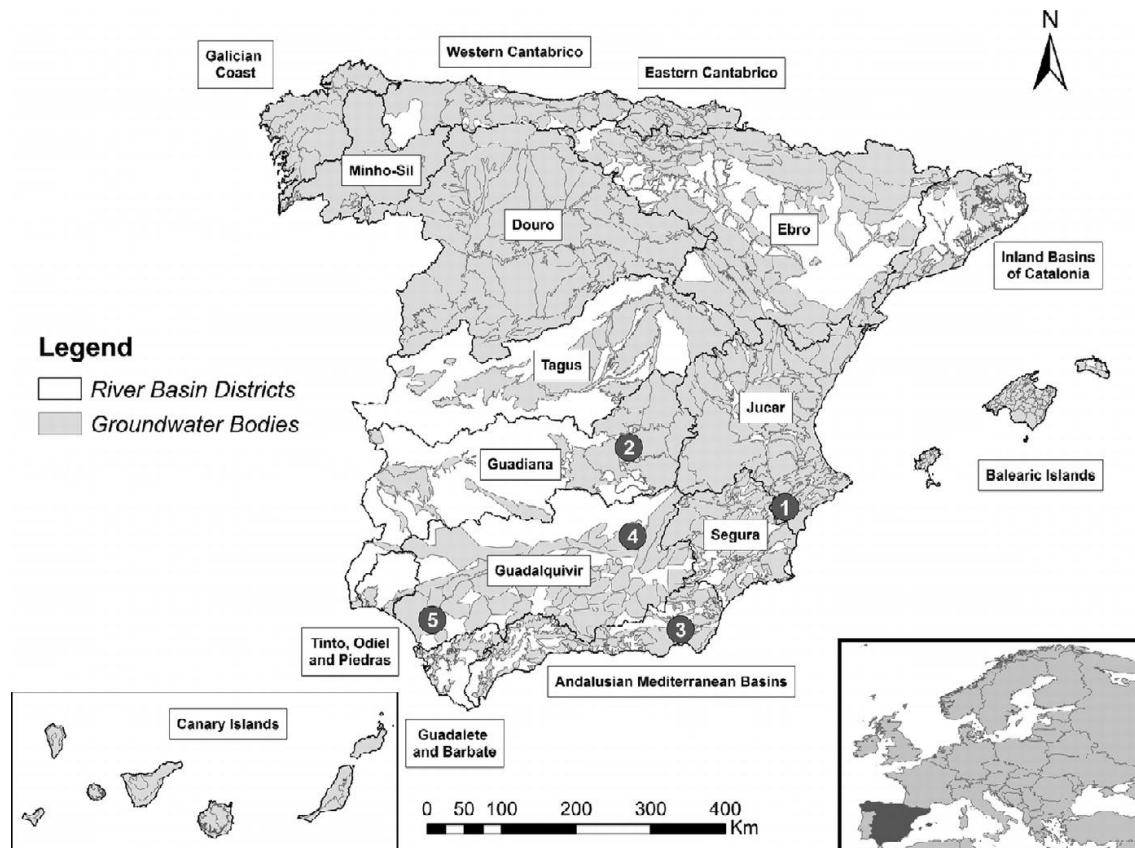 N
Western Cantabrico
Galician
Coast
Eastern Cantabrico
Minho-Sil
Douro
Ebro
Inland Basins
of Catalonia
Legend
River Basin Districts
Groundwater Bodies
Tagus
Jucar
2
Guadiana
Balearic Islands
1
4
Segura
Guadalquivir
5
3
Tinto, Odiel
and Piedras
Andalusian Mediterranean Basins
Canary Islands
Guadalete
and Barbate
0 50 100 200 300 400
Km